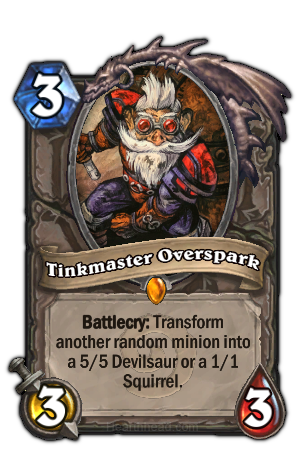 3
Tinkmaster Overspark
Battlecry: Transform
another random minion into
a 5/5 Devilsaur or a 1/1
Squirrel.
3
3